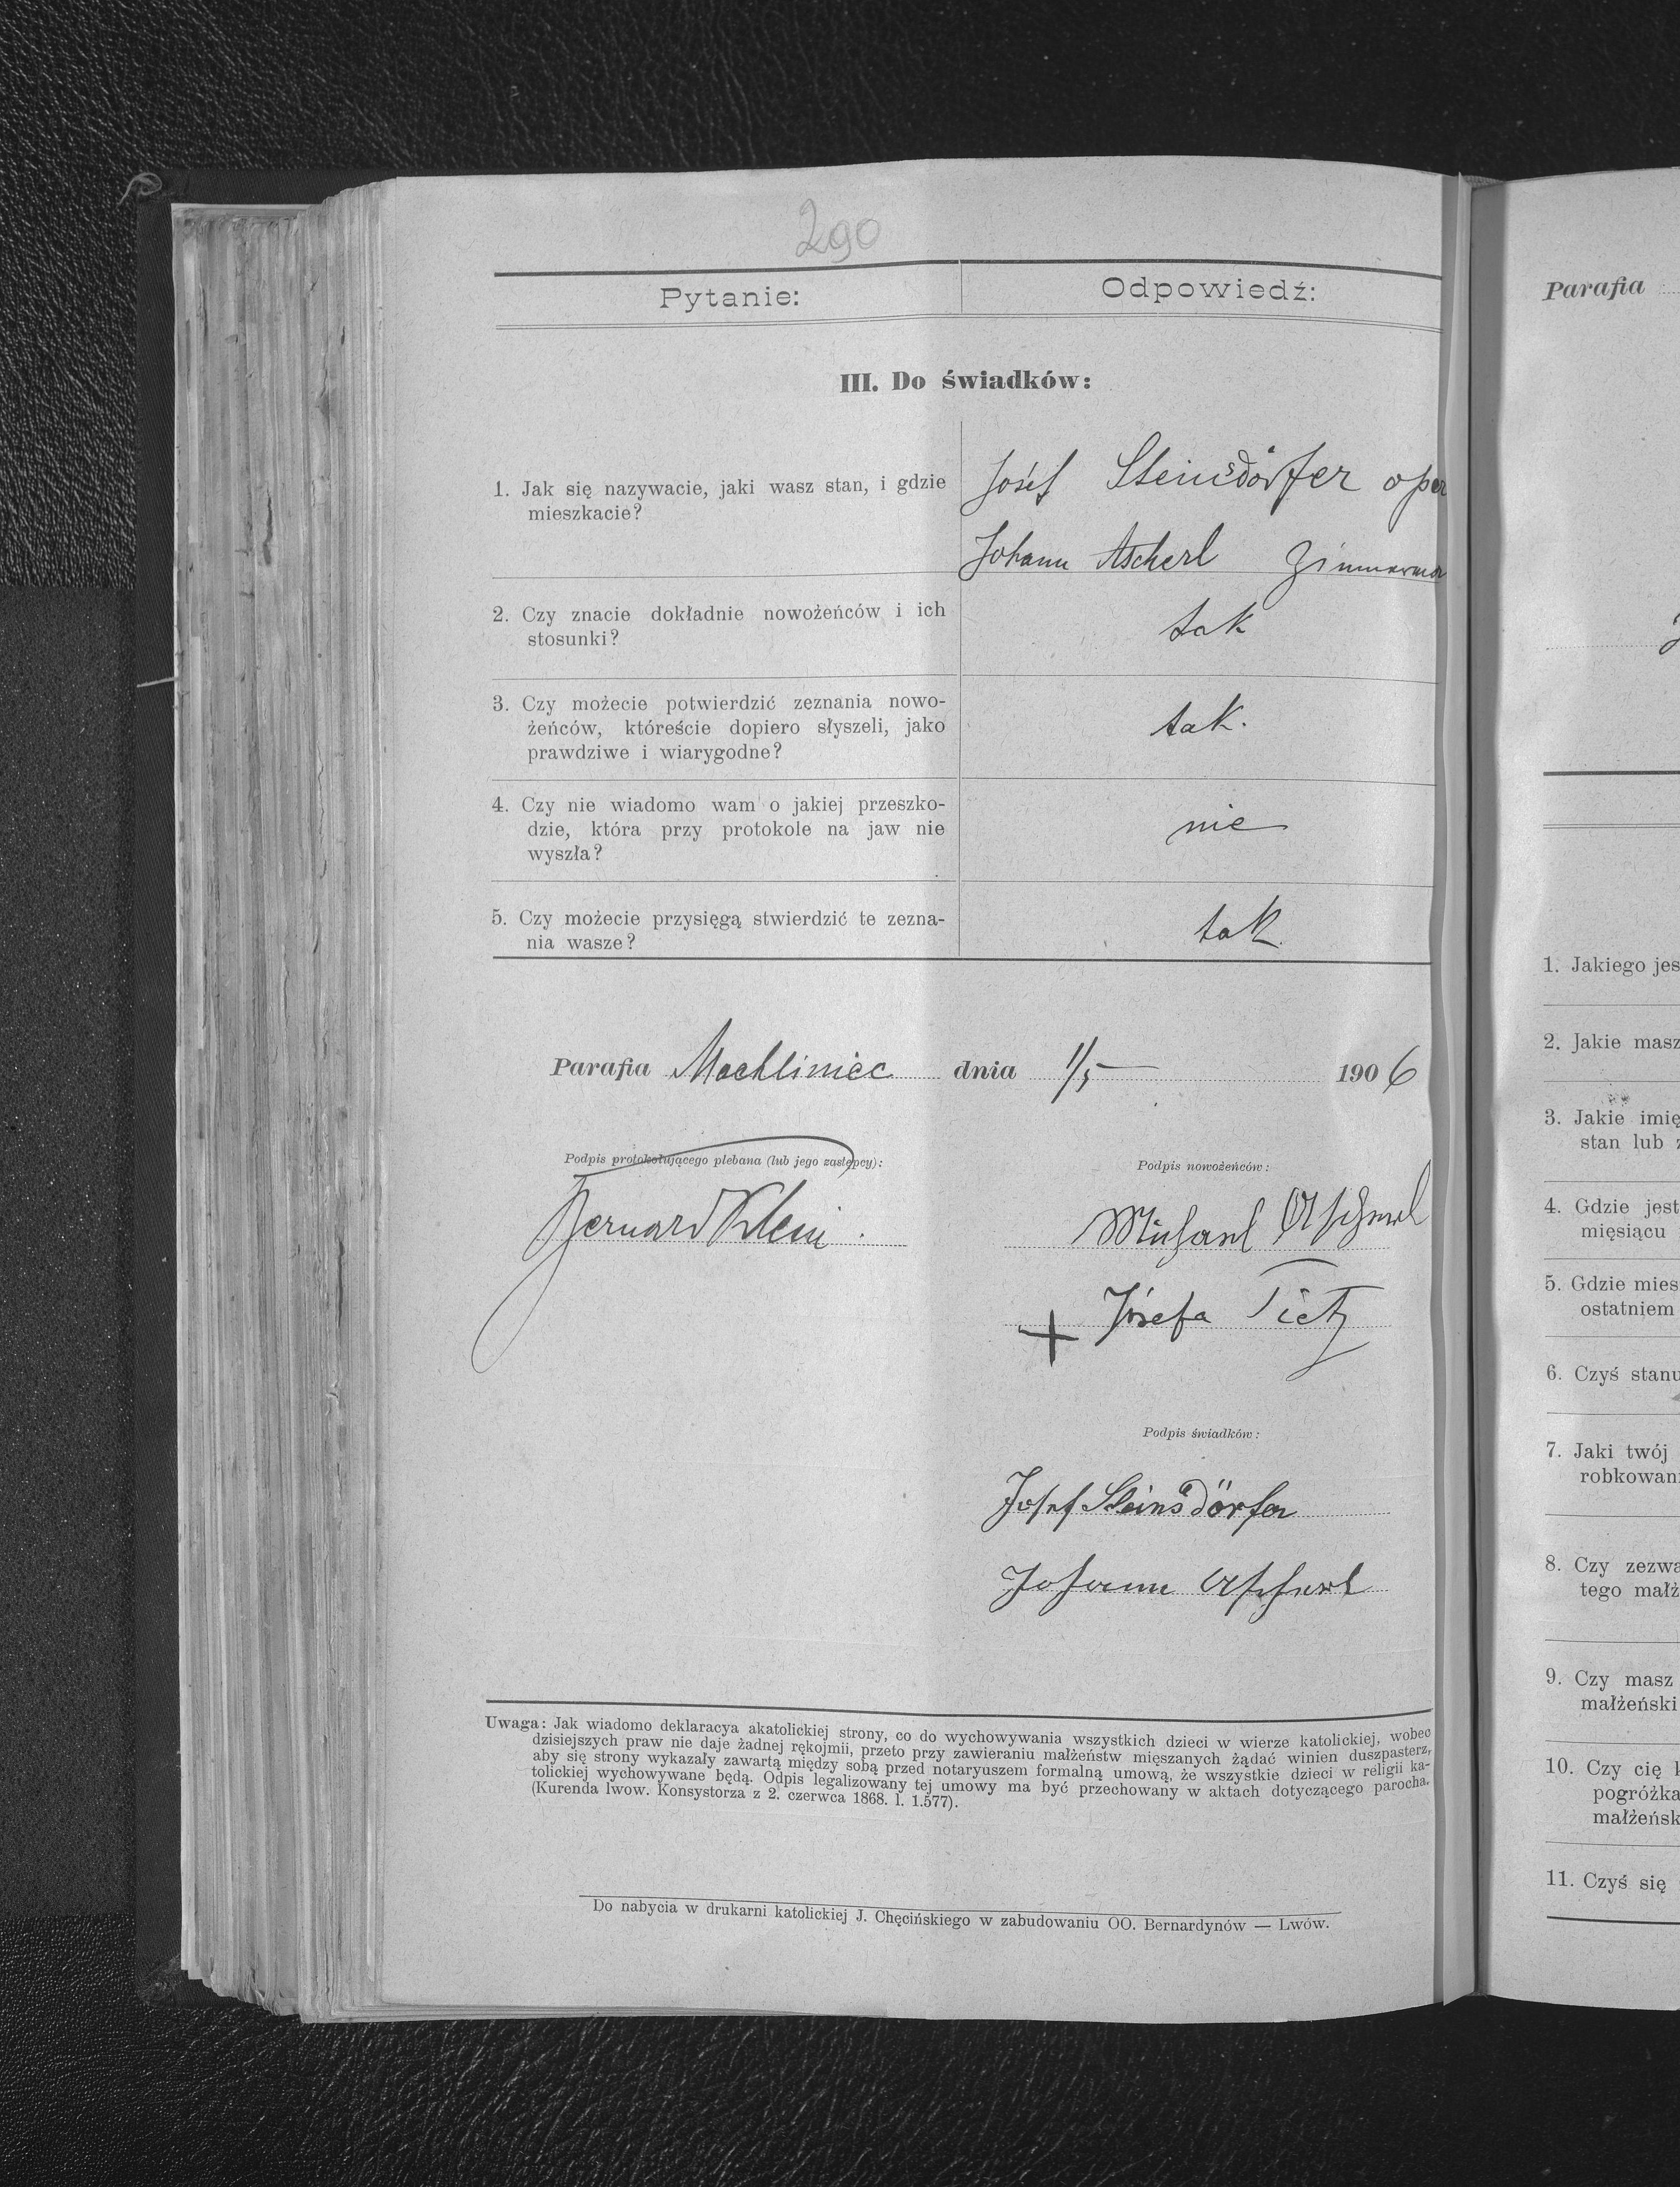 290
Pytanie:
Odpowiedź:
III. Do świadków:
1. Jak się nazywacie, jaki wasz stan, i gdzie
mieszkacie?
Josef Steinsdörfer
Johann Ascherl
2. Czy znacie dokładnie nowożeńców i ich
stosunki?
tak
3. Czy możecie potwierdzić zeznania nowo-
żeńców, któreście dopiero słyszeli, jako
prawdziwe i wiarygodne?
tak.
4. Czy nie wiadomo wam o jakiej przeszko-
dzie, która przy protokole na jaw nie
wyszła?
nie
5. Czy możecie przysięgą stwierdzić te zezna-
nia wasze?
tak
Parafia Machliniec dnia 1/5 1906
Podpis protokołującego plebana (lub jego zastępcy):
Bernard Klein
Podpis nowożeńców:
Michael Ascherl
+ Józefa Tietz
Podpis świadków:
Josef Steinsdörfer
Johann Ascherl
Uwaga: Jak wiadomo deklaracya akatolickiej strony, co do wychowywania wszystkich dzieci w wierze katolickiej, wobec
dzisiejszych praw nie daje żadnej rękojmii, przeto przy zawieraniu małżeństw mięszanych żądać winien duszpasterz,
aby się strony wykazały zawartą między sobą przed notaryuszem formalną umową, że wszystkie dzieci w religii ka-
tolickiej wychowywane będą. Odpis legalizowany tej umowy ma być przechowany w aktach dotyczącego parocha.
(Kurenda lwow. Konsystorza z 2. czerwca 1868. l. 1.577).
Do nabycia w drukarni katolickiej J. Chęcińskiego w zabudowaniu OO. Bernardynów — Lwów.
Parafia
1. Jakiego jes
2. Jakie masz
3. Jakie imię
stan lub
4. Gdzie jest
miesiącu
5. Gdzie mies
ostatniem
6. Czyś stanu
7. Jaki twój
robkowan
8. Czy zezwa
tego małż
9. Czy masz
małżeński
10. Czy cię
pogróżka
małżeńsk
11. Czyś się